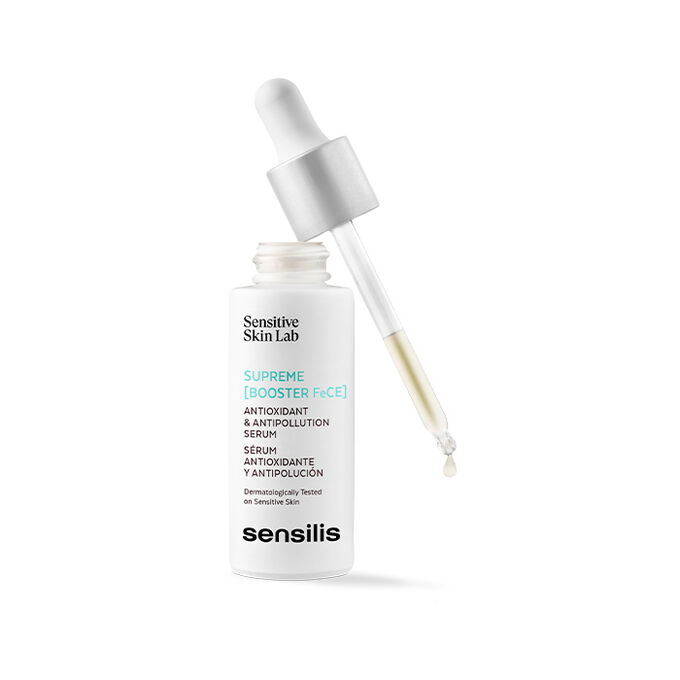 Sensitive
Skin Lab
SUPREME
[BOOSTER FeCE]
ANTIOXIDANT
& ANTIPOLLUTION
SERUM
SÉRUM
ANTIOXIDANTE
Y ANTIPOLUCIÓN
Dermatologically Tested
on Sensitive Skin
sensilis